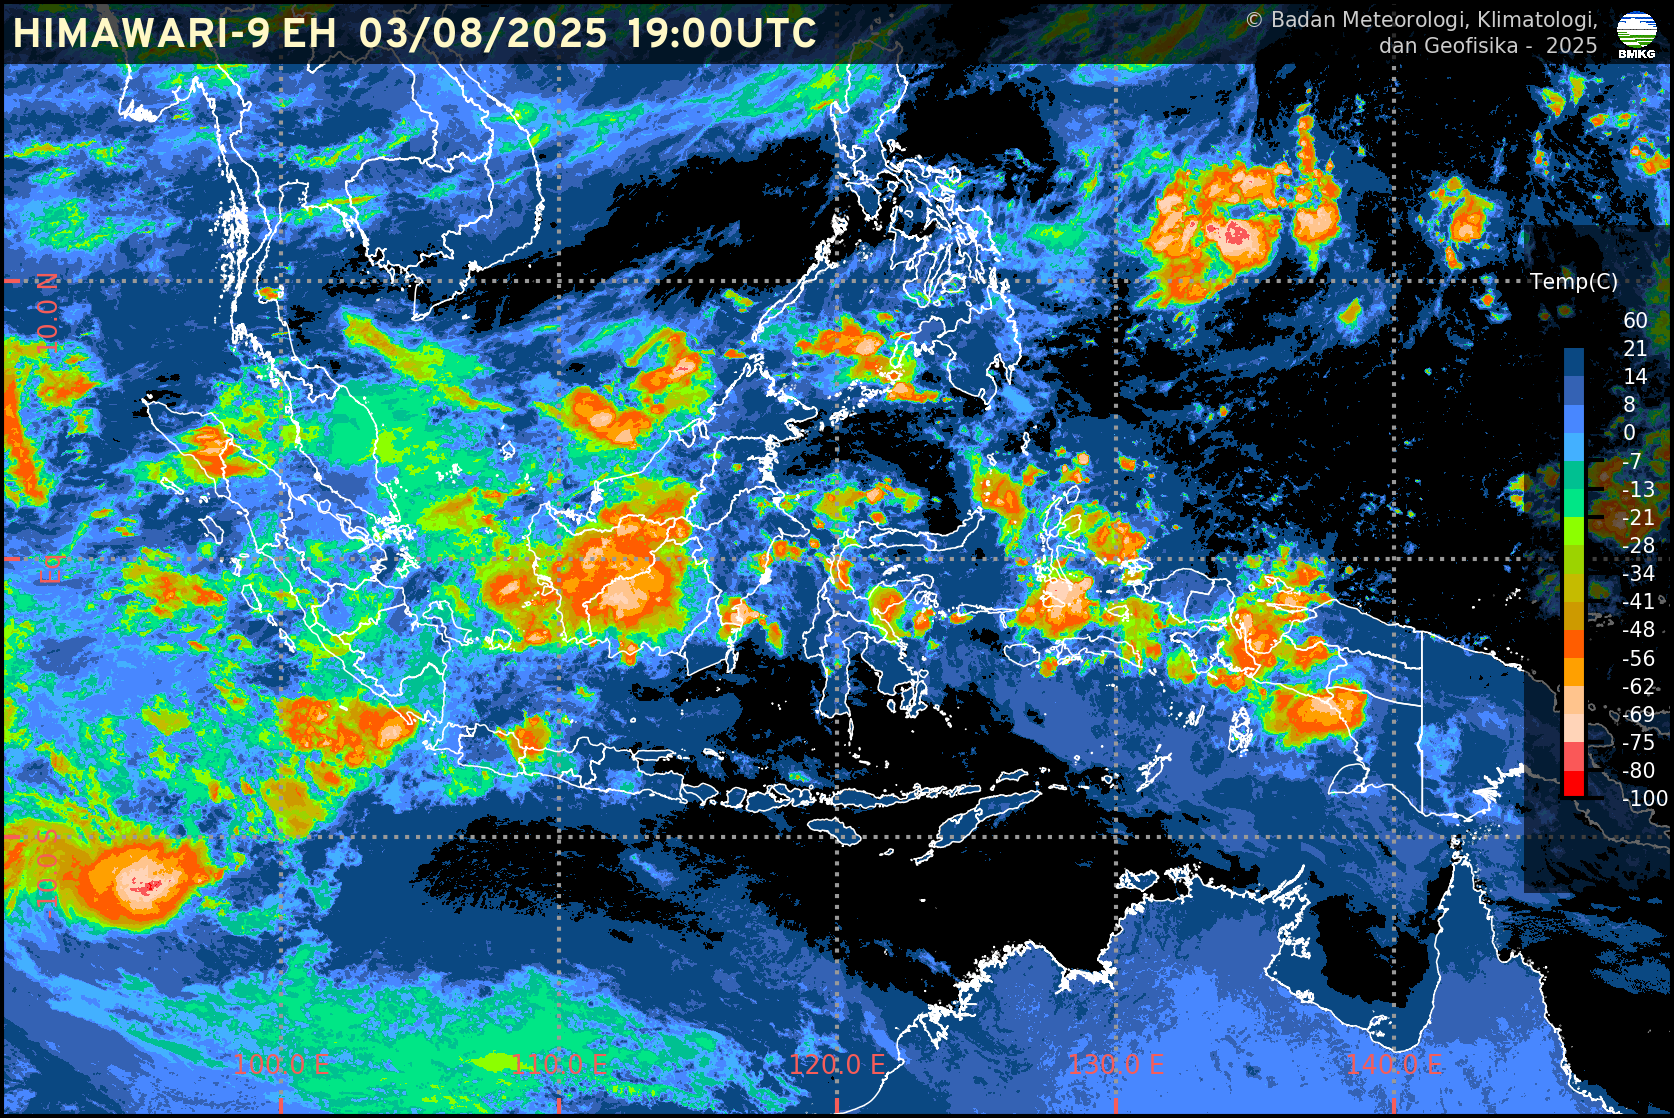 HIMAWARI-9 EH 03/08/2025 19:00UTC
© Badan Meteorologi, Klimatologi,
dan Geofisika - 2025
BMKG
Temp(C)
60
21
14
8
0
-7
-13
-21
-28
-34
-41
-48
-56
-62
-69
-75
-80
-100
10.0 N
EQ
-10.0 S
100.0 E
110.0 E
120.0 E
130.0 E
140.0 E